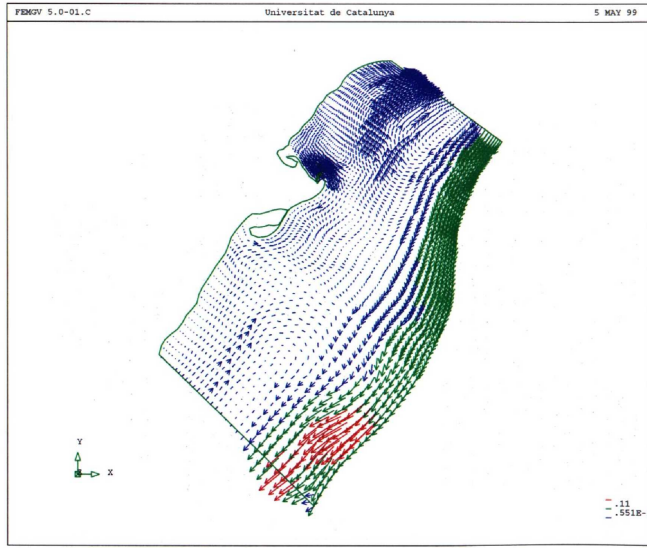 FEMGV 5.0-01.C
Universitat de Catalunya
5 MAY 99
Y
X
.11
.551E-